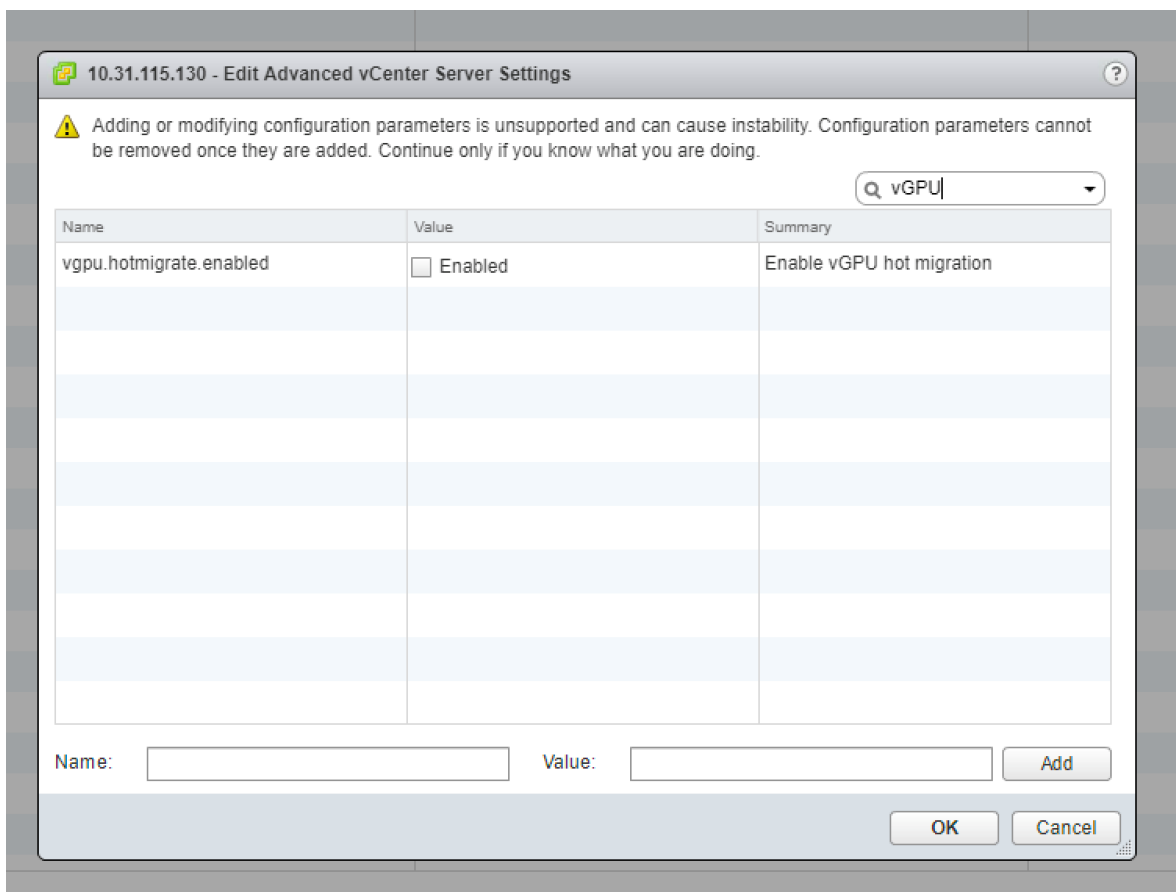 10.31.115.130 - Edit Advanced vCenter Server Settings ?
Adding or modifying configuration parameters is unsupported and can cause instability. Configuration parameters cannot
be removed once they are added. Continue only if you know what you are doing.
vGPU
Name Value Summary
vgpu.hotmigrate.enabled Enabled Enable vGPU hot migration
Name: Value: Add
OK Cancel